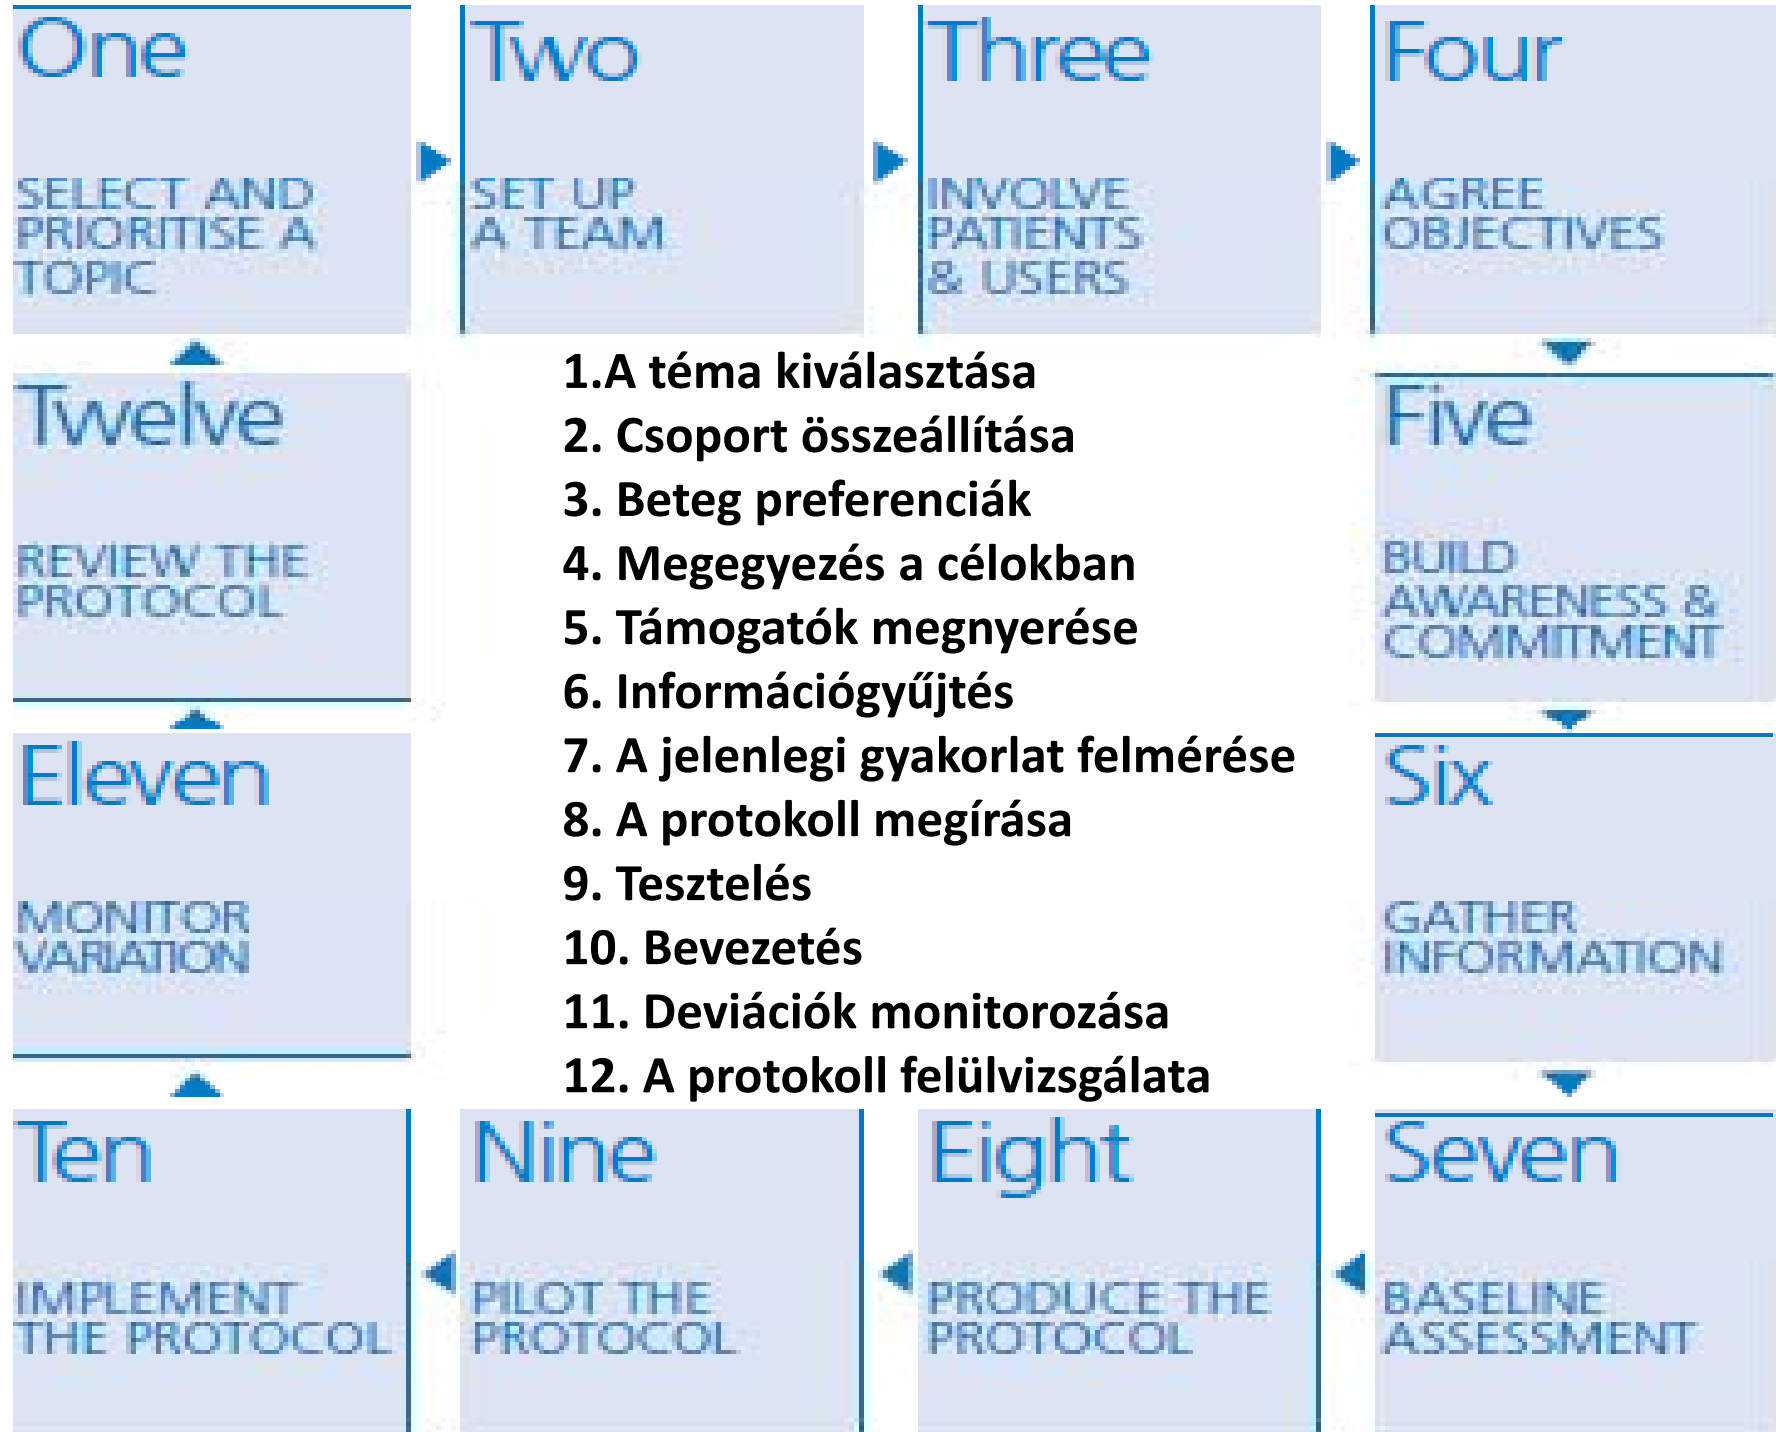 One
SELECT AND
PRIORITISE A
TOPIC
Two
SET UP
A TEAM
Three
INVOLVE
PATIENTS
& USERS
Four
AGREE
OBJECTIVES
Five
BUILD
AWARENESS &
COMMITMENT
Six
GATHER
INFORMATION
Seven
BASELINE
ASSESSMENT
Eight
PRODUCE THE
PROTOCOL
Nine
PILOT THE
PROTOCOL
Ten
IMPLEMENT
THE PROTOCOL
Eleven
MONITOR
VARIATION
Twelve
REVIEW THE
PROTOCOL
1.A téma kiválasztása
2. Csoport összeállítása
3. Beteg preferenciák
4. Megegyezés a célokban
5. Támogatók megnyerése
6. Információgyűjtés
7. A jelenlegi gyakorlat felmérése
8. A protokoll megírása
9. Tesztelés
10. Bevezetés
11. Deviációk monitorozása
12. A protokoll felülvizsgálata